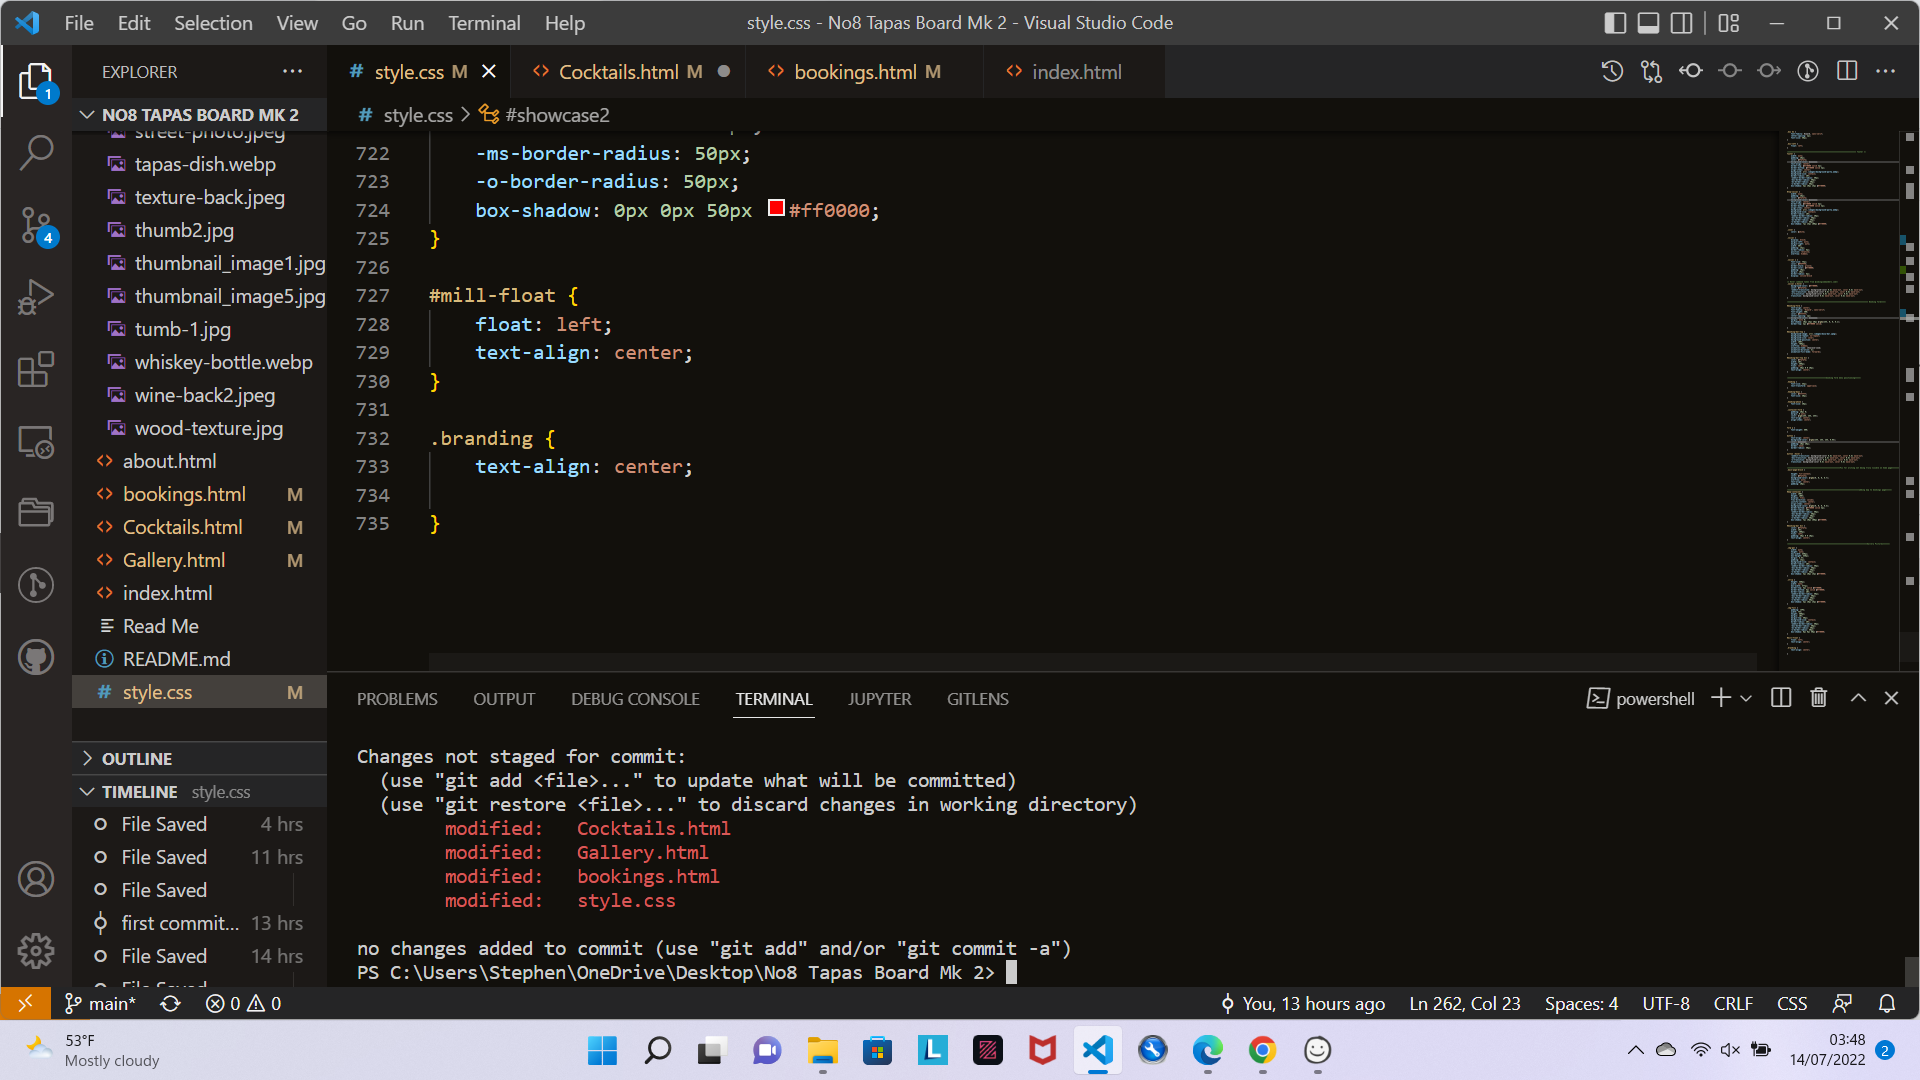 File Edit Selection View Go Run Terminal Help
style.css - No8 Tapas Board Mk 2 - Visual Studio Code
EXPLORER
# style.css M
<> Cocktails.html M
<> bookings.html M
<> index.html
1
NO8 TAPAS BOARD MK 2
# style.css > #showcase2
street-photo.jpeg
tapas-dish.webp
texture-back.jpeg
thumb2.jpg
4
thumbnail_image1.jpg
thumbnail_image5.jpg
tumb-1.jpg
whiskey-bottle.webp
wine-back2.jpeg
wood-texture.jpg
<> about.html
<> bookings.html M
<> Cocktails.html M
<> Gallery.html M
<> index.html
Read Me
README.md
# style.css M
OUTLINE
TIMELINE style.css
File Saved 4 hrs
File Saved 11 hrs
File Saved
first commit... 13 hrs
File Saved 14 hrs
File Saved
722 -ms-border-radius: 50px;
723 -o-border-radius: 50px;
724 box-shadow: 0px 0px 50px #ff0000;
725 }
726
727 #mill-float {
728 float: left;
729 text-align: center;
730 }
731
732 .branding {
733 text-align: center;
734
735 }
PROBLEMS OUTPUT DEBUG CONSOLE TERMINAL JUPYTER GITLENS
powershell
Changes not staged for commit:
(use "git add <file>..." to update what will be committed)
(use "git restore <file>..." to discard changes in working directory)
modified: Cocktails.html
modified: Gallery.html
modified: bookings.html
modified: style.css
no changes added to commit (use "git add" and/or "git commit -a")
PS C:\Users\Stephen\OneDrive\Desktop\No8 Tapas Board Mk 2>
main* 0 0
You, 13 hours ago Ln 262, Col 23 Spaces: 4 UTF-8 CRLF CSS
53°F
Mostly cloudy
L
03:48
14/07/2022
2